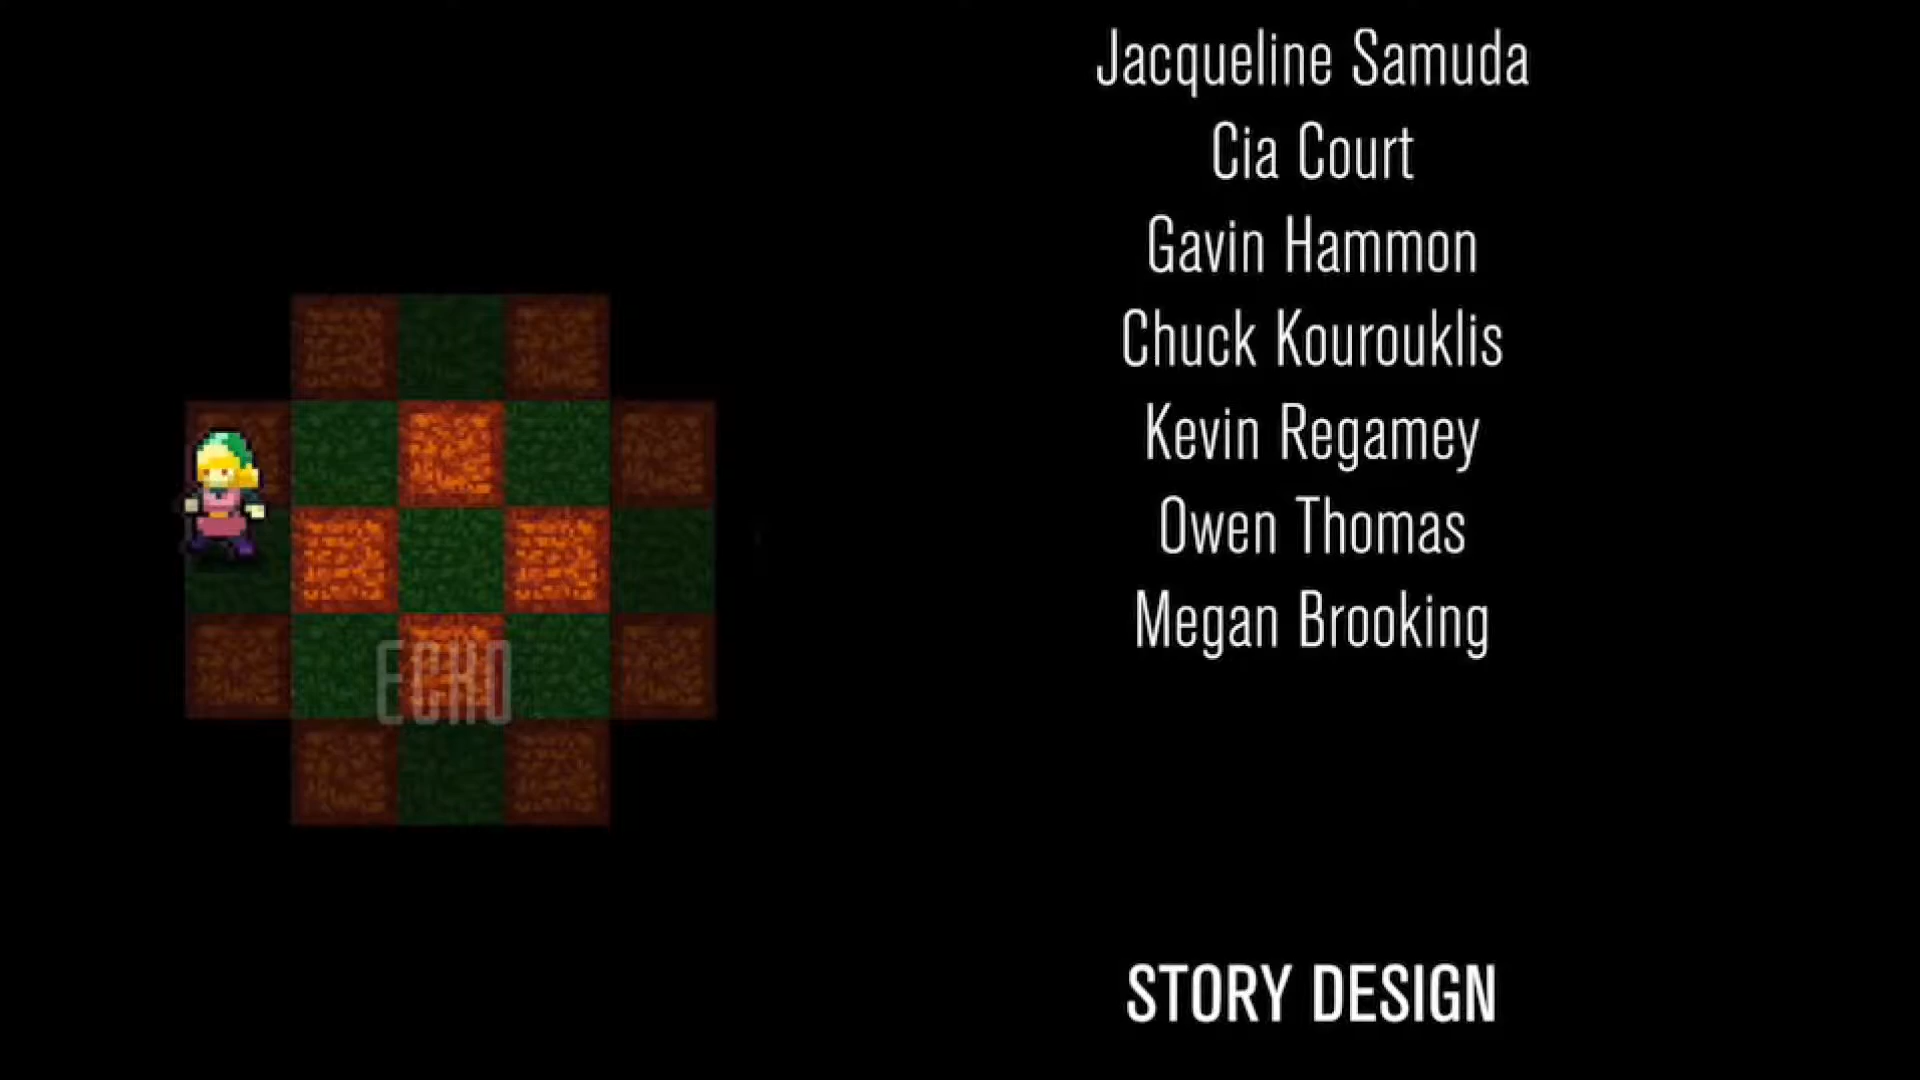 Jacqueline Samuda
Cia Court
Gavin Hammon
Chuck Kourouklis
Kevin Regamey
Owen Thomas
Megan Brooking
ECHO
STORY DESIGN